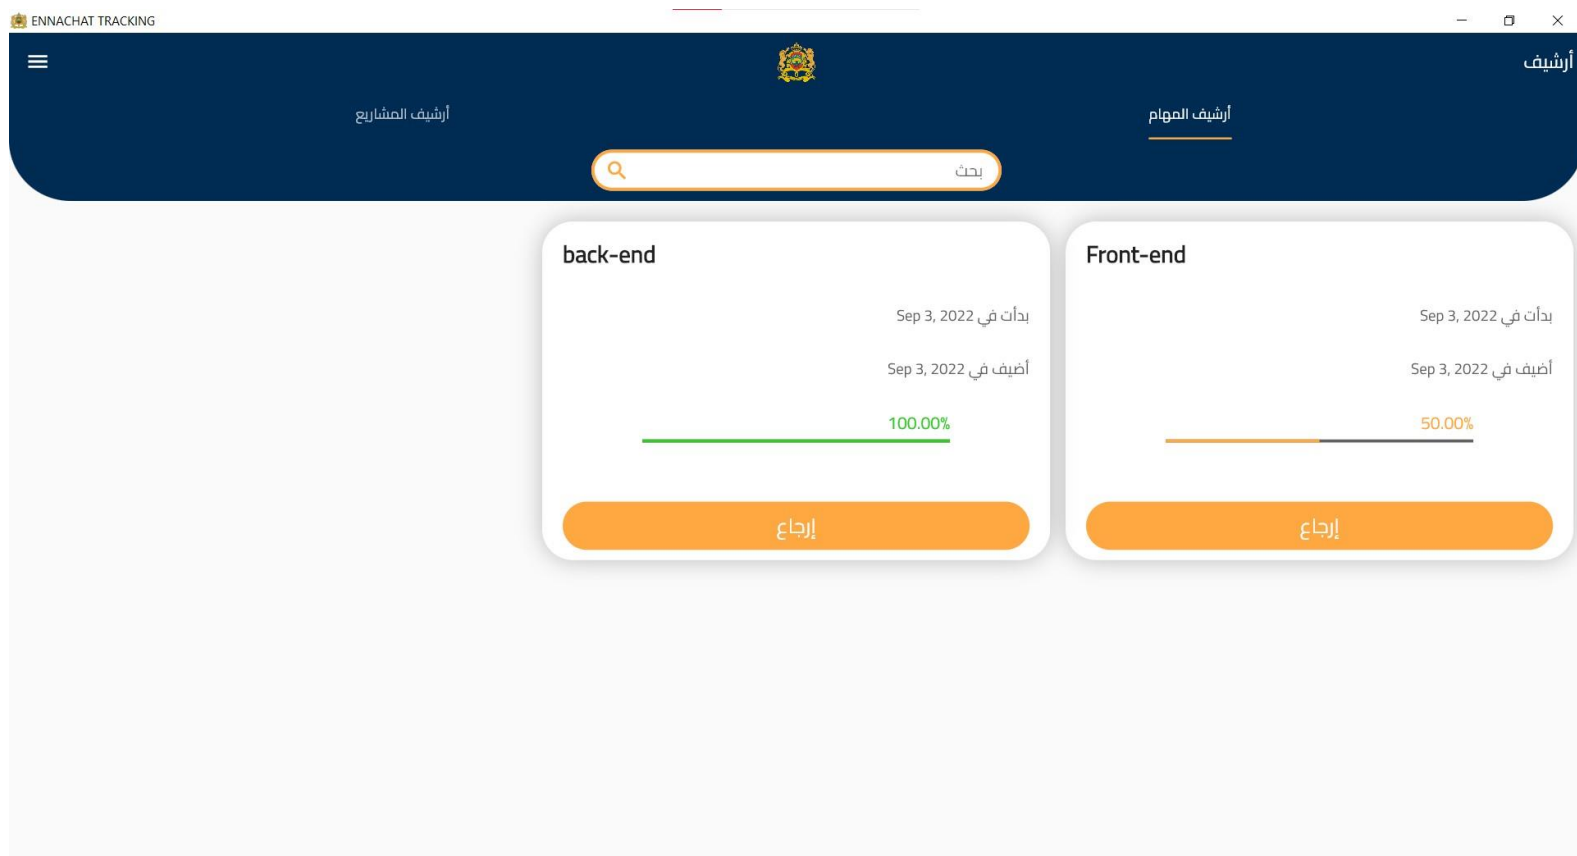 ENNACHAT TRACKING
أرشيف
أرشيف المهام
أرشيف المشاريع
بحث
Front-end
بدأت في Sep 3, 2022
أضيف في Sep 3, 2022
50.00%
إرجاع
back-end
بدأت في Sep 3, 2022
أضيف في Sep 3, 2022
100.00%
إرجاع